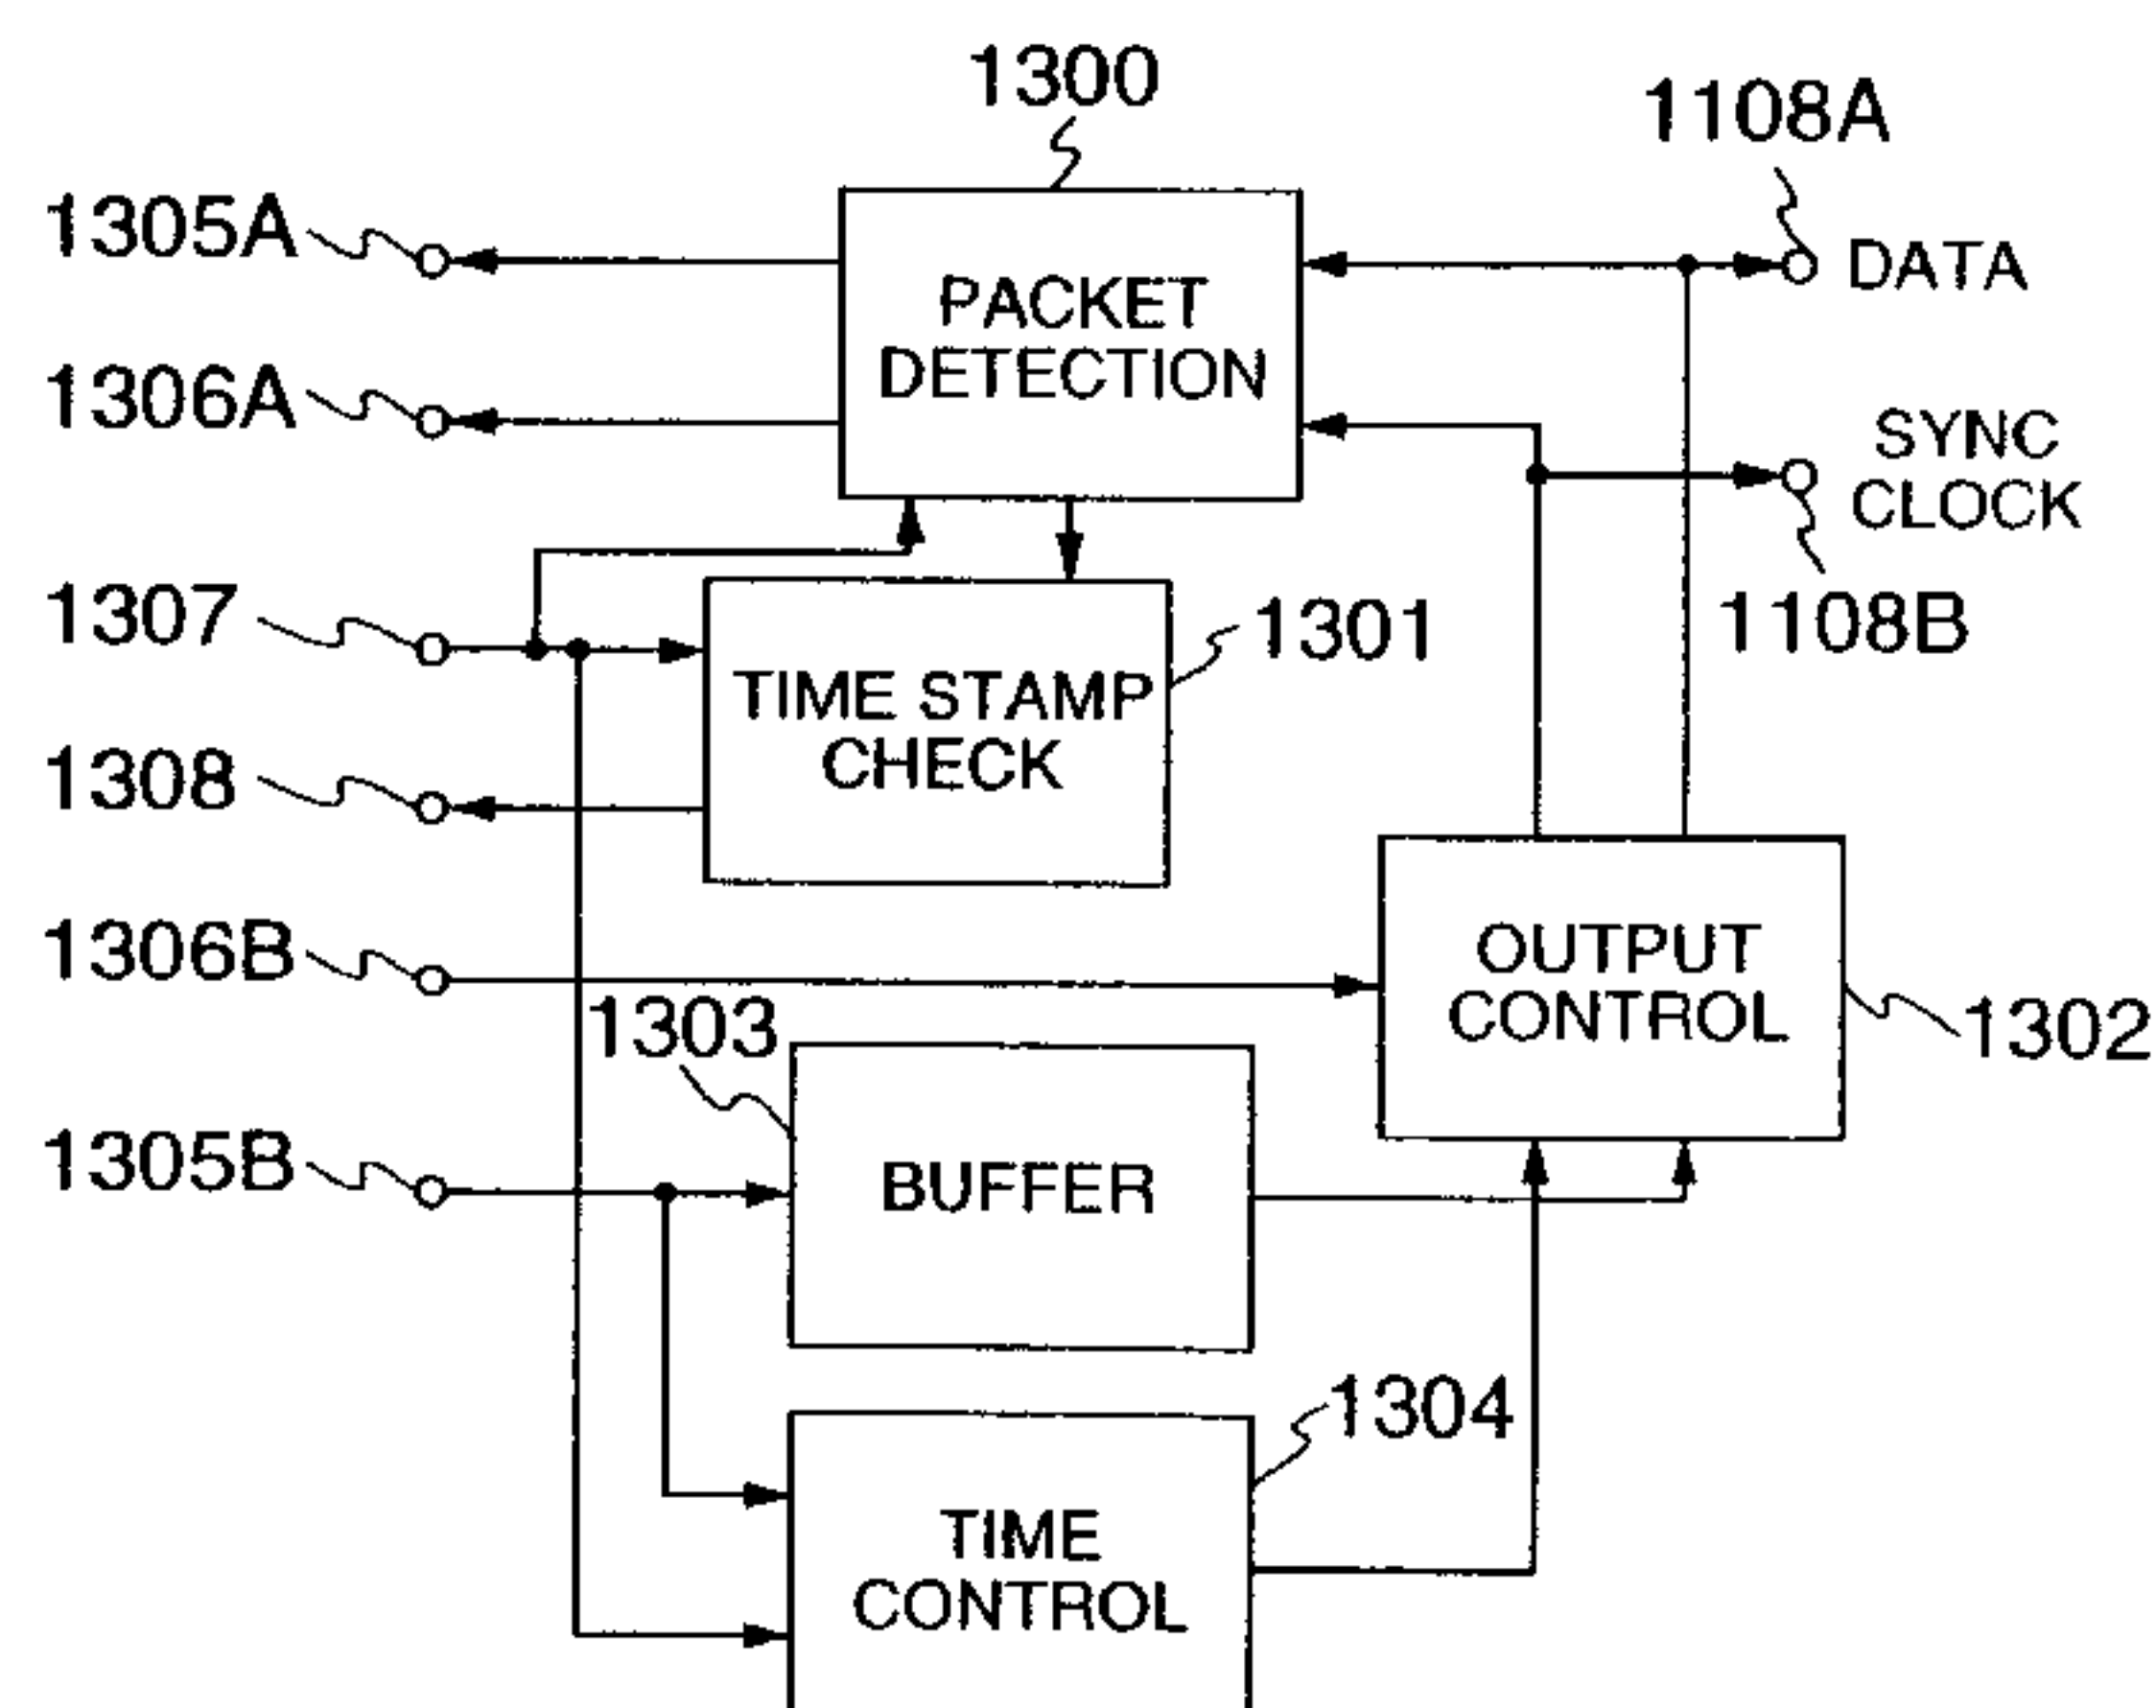 1300
1108A
1305A
DATA
PACKET
DETECTION
1306A
SYNC
CLOCK
1307
1301
1108B
TIME STAMP
CHECK
1308
1306B
OUTPUT
CONTROL
1303
1302
1305B
BUFFER
1304
TIME
CONTROL